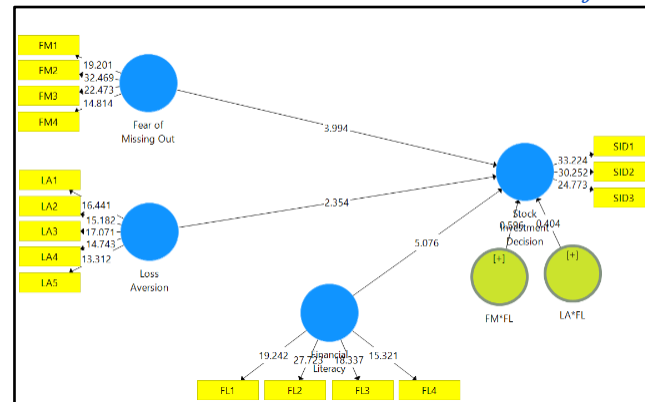 FM1
FM2
FM3
FM4
19.201
32.469
22.473
14.814
Fear of
Missing Out
3.994
LA1
LA2
LA3
LA4
LA5
16.441
15.182
17.071
14.743
13.312
Loss
Aversion
2.354
SID1
SID2
SID3
33.224
30.252
24.773
Stock
Investment
Decision
0.404
5.076
[+]
FM*FL
[+]
LA*FL
Financial
Literacy
19.242
27.723
18.337
15.321
FL1
FL2
FL3
FL4